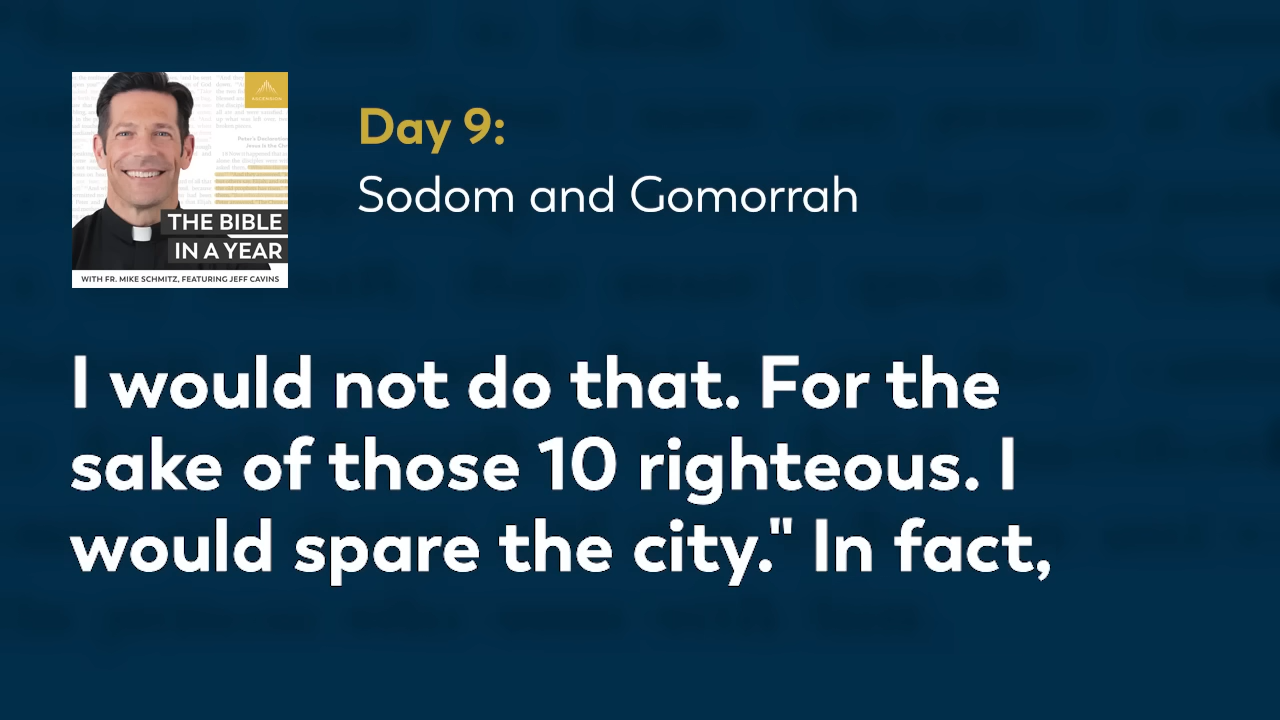 ASCENSION
THE BIBLE
IN A YEAR
WITH FR. MIKE SCHMITZ, FEATURING JEFF CAVINS
Day 9:
Sodom and Gomorrah
I would not do that. For the
sake of those 10 righteous. I
would spare the city." In fact,